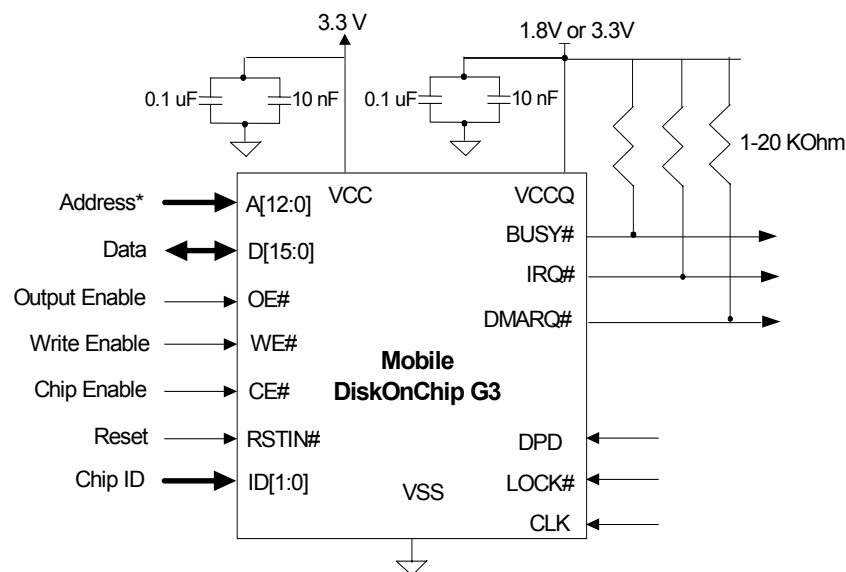 3.3 V
1.8V or 3.3V
0.1 uF
10 nF
0.1 uF
10 nF
1-20 KOhm
VCC
VCCQ
Address*
A[12:0]
BUSY#
Data
D[15:0]
IRQ#
Output Enable
OE#
DMARQ#
Write Enable
WE#
Mobile
DiskOnChip G3
Chip Enable
CE#
Reset
RSTIN#
DPD
Chip ID
ID[1:0]
VSS
LOCK#
CLK